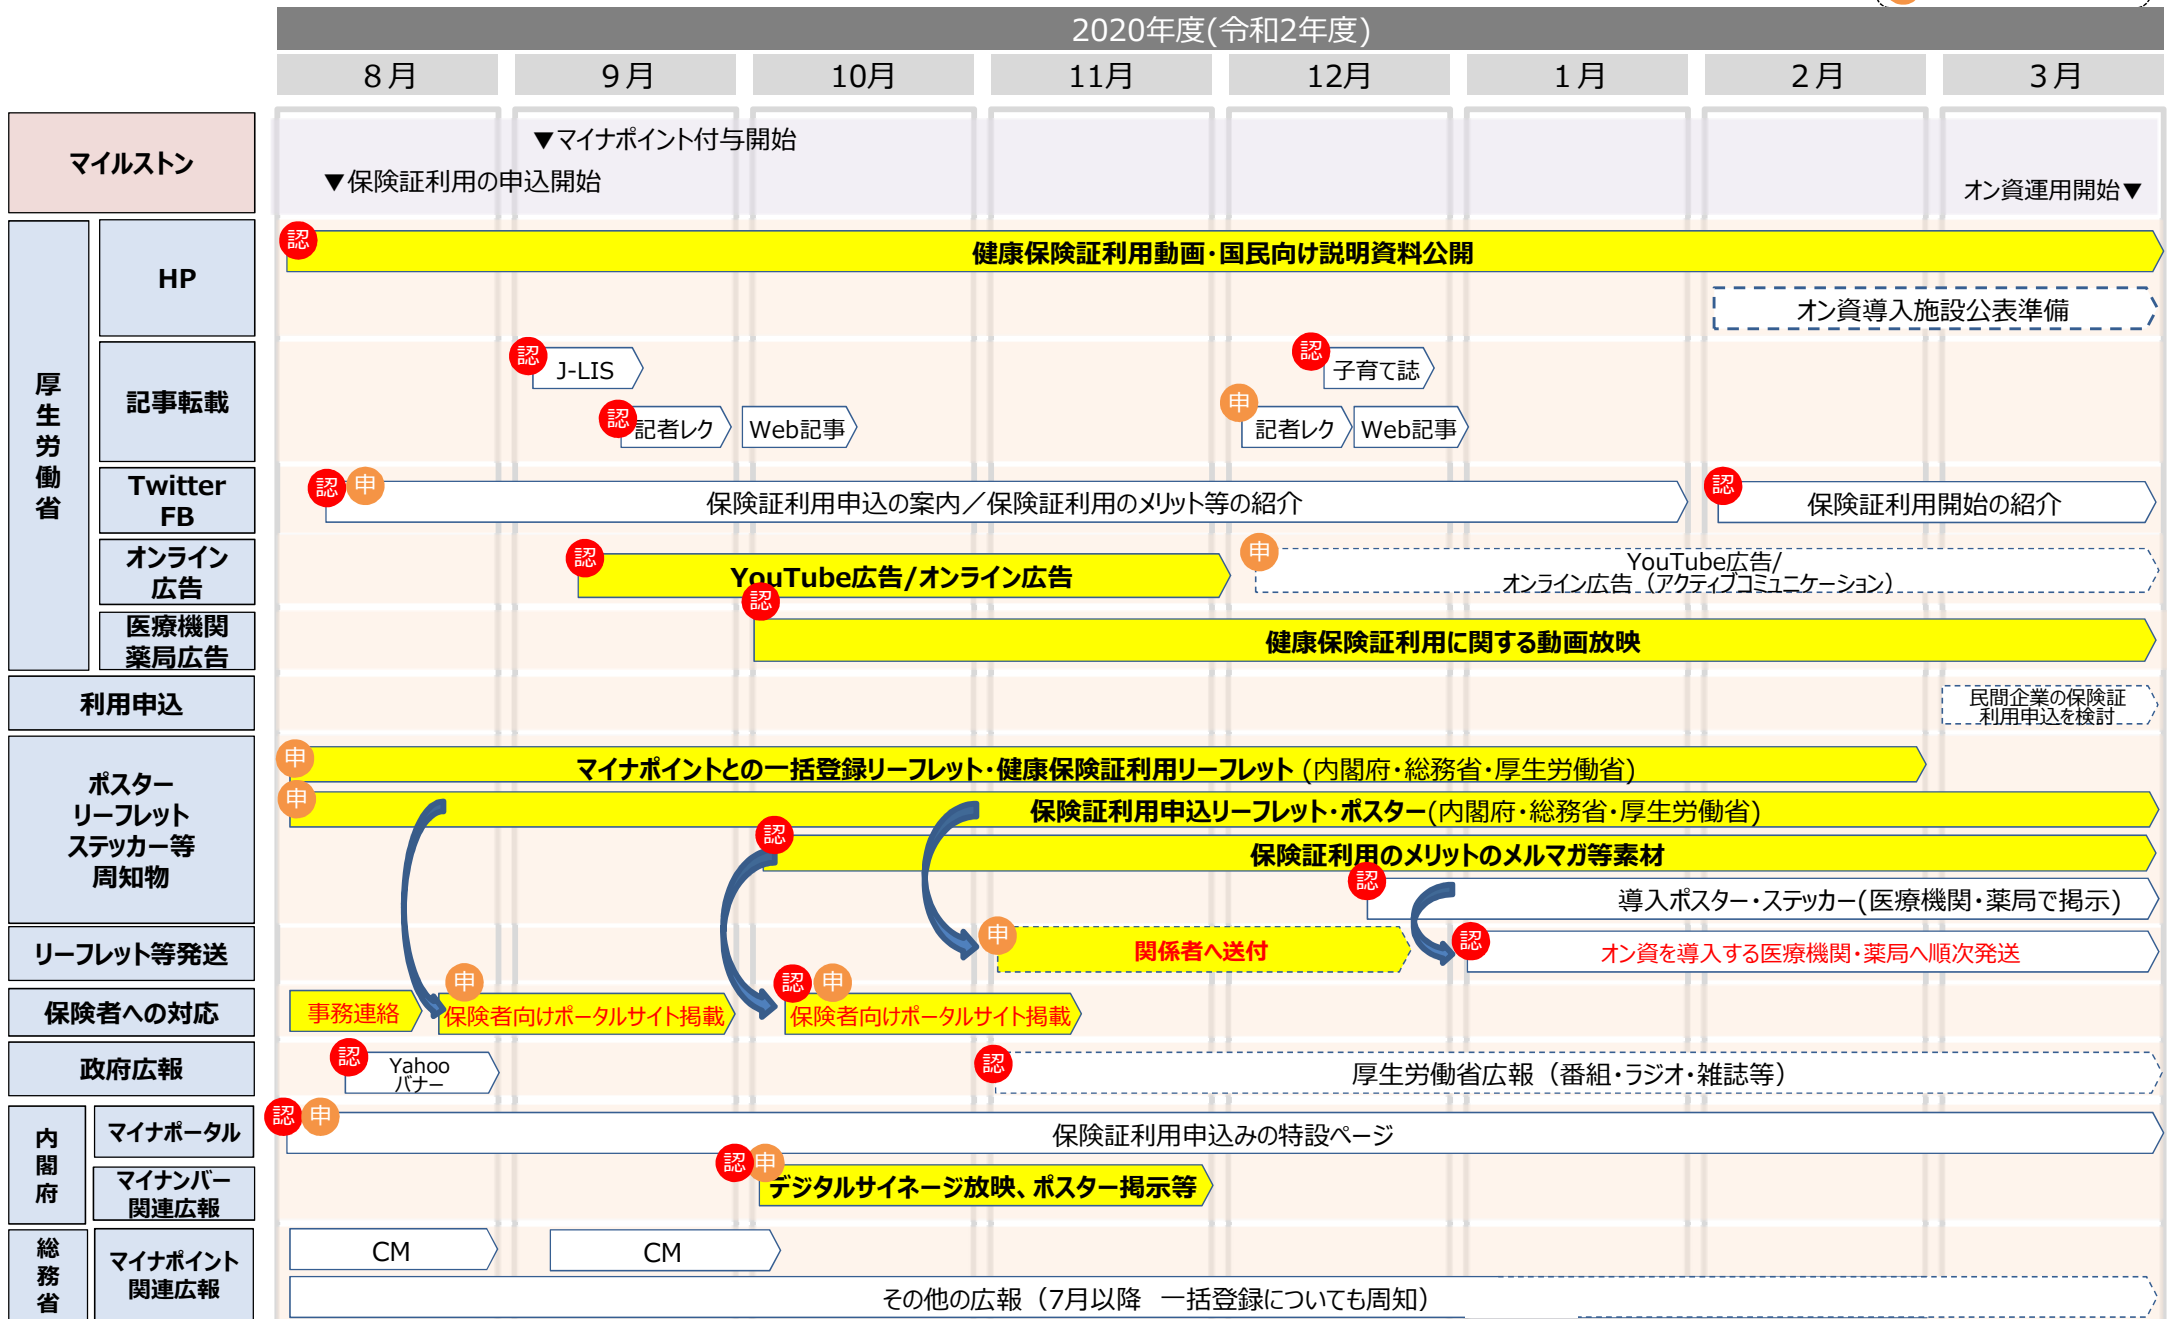 2020年度(令和2年度)
8月
9月
10月
11月
12月
1月
2月
3月
マイルストン
▼マイナポイント付与開始
▼保険証利用の申込開始
オン資運用開始▼
厚生労働省
HP
認
健康保険証利用動画・国民向け説明資料公開
オン資導入施設公表準備
記事転載
認
J-LIS
認
子育て誌
認
記者レク
Web記事
申
記者レク
Web記事
Twitter
FB
認
申
保険証利用申込の案内／保険証利用のメリット等の紹介
認
保険証利用開始の紹介
オンライン
広告
認
YouTube広告/オンライン広告
申
YouTube広告/
オンライン広告（アクティブコミュニケーション）
医療機関
薬局広告
認
健康保険証利用に関する動画放映
利用申込
民間企業の保険証
利用申込を検討
ポスター
リーフレット
ステッカー等
周知物
申
マイナポイントとの一括登録リーフレット・健康保険証利用リーフレット (内閣府・総務省・厚生労働省)
申
保険証利用申込リーフレット・ポスター(内閣府・総務省・厚生労働省)
認
保険証利用のメリットのメルマガ等素材
認
導入ポスター・ステッカー(医療機関・薬局で掲示)
リーフレット等発送
申
関係者へ送付
認
オン資を導入する医療機関・薬局へ順次発送
保険者への対応
事務連絡
申
保険者向けポータルサイト掲載
認
申
保険者向けポータルサイト掲載
政府広報
認
Yahoo
バナー
認
厚生労働省広報（番組・ラジオ・雑誌等）
内閣府
マイナポータル
認
申
保険証利用申込みの特設ページ
マイナンバー
関連広報
認
申
デジタルサイネージ放映、ポスター掲示等
総務省
マイナポイント
関連広報
CM
CM
その他の広報（7月以降　一括登録についても周知）